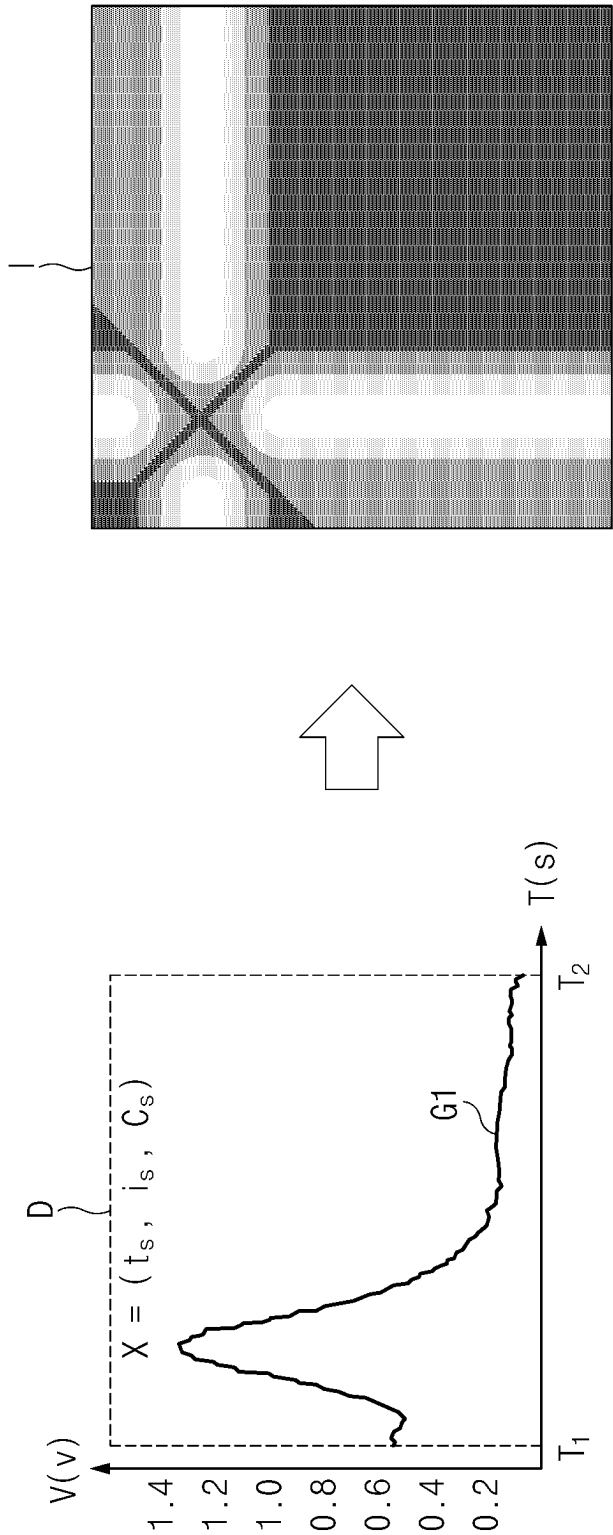 D
V(v)
X = (tₛ, iₛ, Cₛ)
1.4
1.2
1.0
0.8
0.6
0.4
0.2
G1
T₁
T₂
T(s)
I